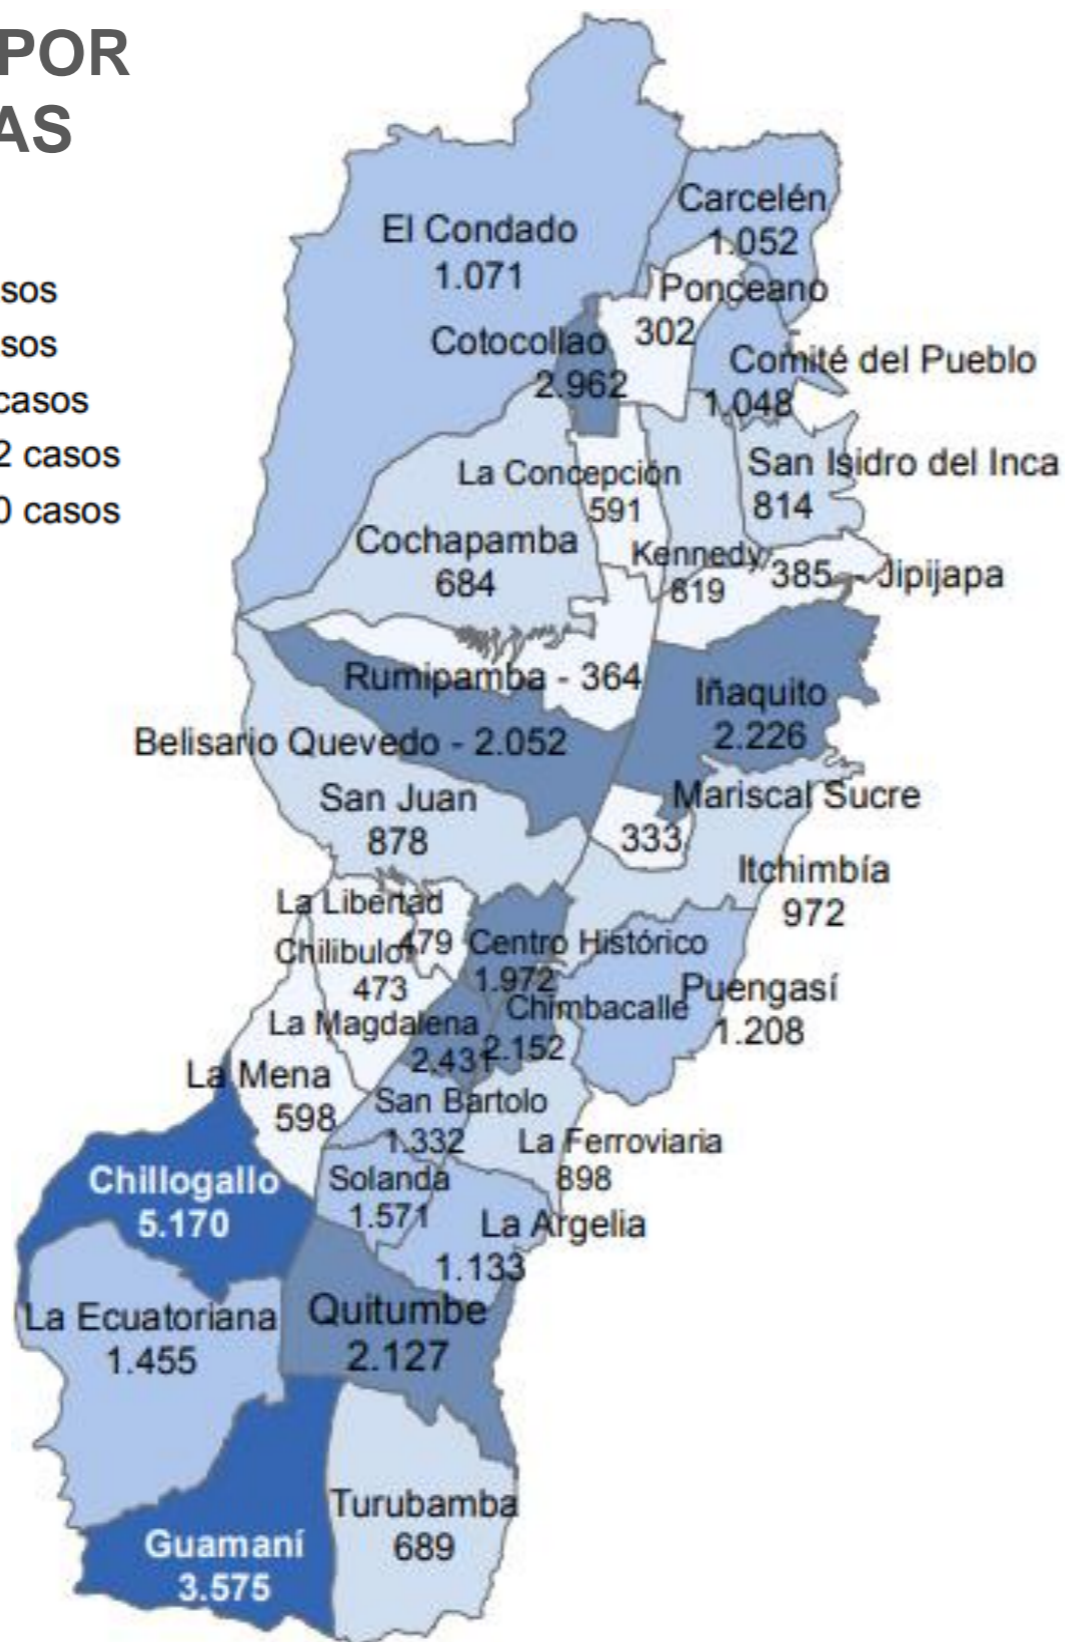 POR
AS
sos
sos
casos
2 casos
0 casos
El Condado
1.071
Carcelén
1.052
Ponceano
302
Cotocollao
2.962
Comité del Pueblo
1.048
La Concepción
591
San Isidro del Inca
814
Cochapamba
684
Kennedy
819
385 - Jipijapa
Rumipamba - 364
Iñaquito
2.226
Belisario Quevedo - 2.052
San Juan
878
Mariscal Sucre
333
Itchimbía
972
La Libertad
479
Chilibulo
473
Centro Histórico
1.972
Chimbacalle
2.152
Puengasí
1.208
La Magdalena
2.431
La Mena
598
San Bartolo
1.332
La Ferroviaria
898
Chillogallo
5.170
Solanda
1.571
La Argelia
1.133
La Ecuatoriana
1.455
Quitumbe
2.127
Turubamba
689
Guamaní
3.575